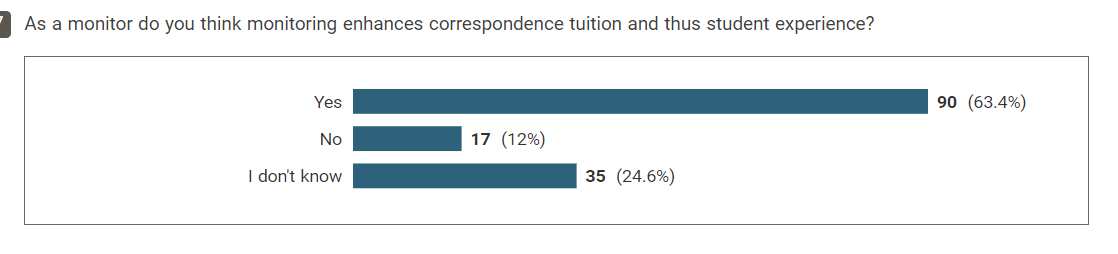 As a monitor do you think monitoring enhances correspondence tuition and thus student experience?
Yes 90 (63.4%)
No 17 (12%)
I don't know 35 (24.6%)